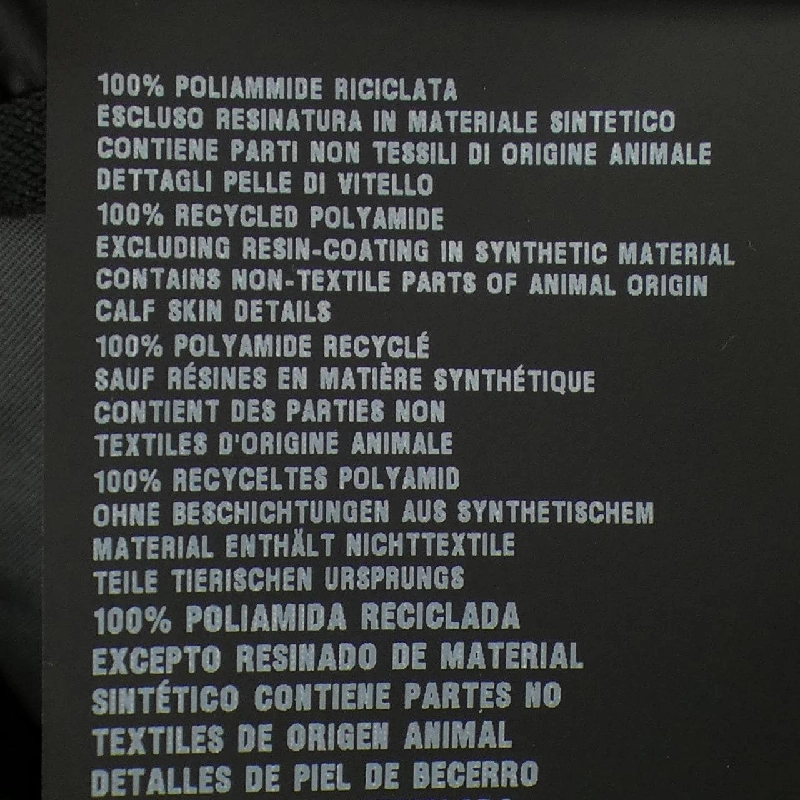 100% POLIAMMIDE RICICLATA
ESCLUSO RESINATURA IN MATERIALE SINTETICO
CONTIENE PARTI NON TESSILI DI ORIGINE ANIMALE
DETTAGLI PELLE DI VITELLO
100% RECYCLED POLYAMIDE
EXCLUDING RESIN-COATING IN SYNTHETIC MATERIAL
CONTAINS NON-TEXTILE PARTS OF ANIMAL ORIGIN
CALF SKIN DETAILS
100% POLYAMIDE RECYCLÉ
SAUF RÉSINES EN MATIÈRE SYNTHÉTIQUE
CONTIENT DES PARTIES NON
TEXTILES D'ORIGINE ANIMALE
100% RECYCELTES POLYAMID
OHNE BESCHICHTUNGEN AUS SYNTHETISCHEM
MATERIAL ENTHÄLT NICHTTEXTILE
TEILE TIERISCHEN URSPRUNGS
100% POLIAMIDA RECICLADA
EXCEPTO RESINADO DE MATERIAL
SINTÉTICO CONTIENE PARTES NO
TEXTILES DE ORIGEN ANIMAL
DETALLES DE PIEL DE BECERRO